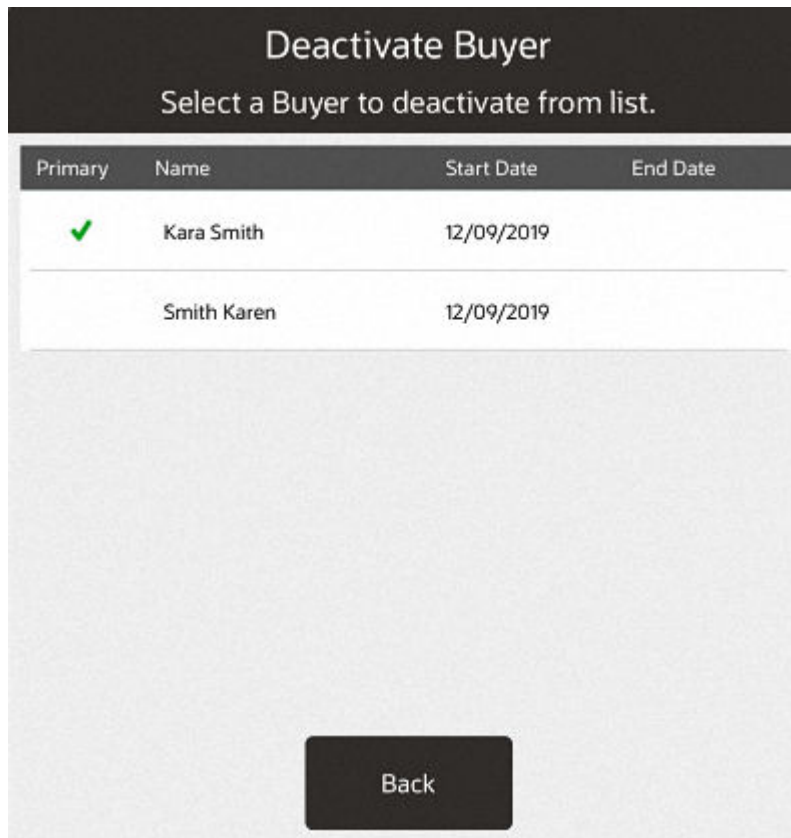 Deactivate Buyer
Select a Buyer to deactivate from list.
Primary Name Start Date End Date
Kara Smith 12/09/2019
Smith Karen 12/09/2019
Back